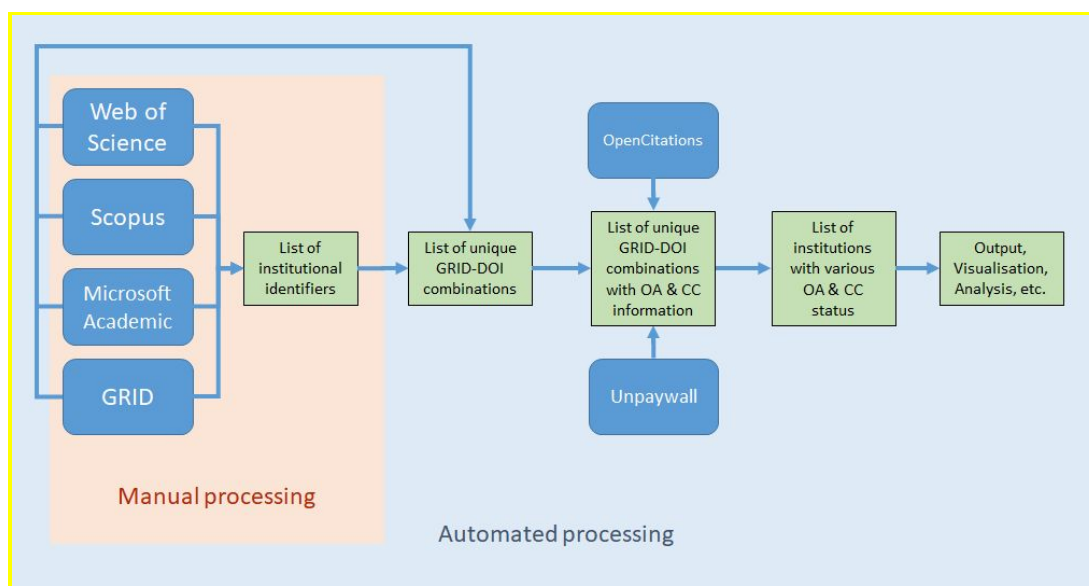 Web of
Science
Scopus
Microsoft
Academic
GRID
List of
institutional
identifiers
List of unique
GRID-DOI
combinations
OpenCitations
List of unique
GRID-DOI
combinations
with OA & CC
information
Unpaywall
List of
institutions
with various
OA & CC
status
Output,
Visualisation,
Analysis, etc.
Manual processing
Automated processing